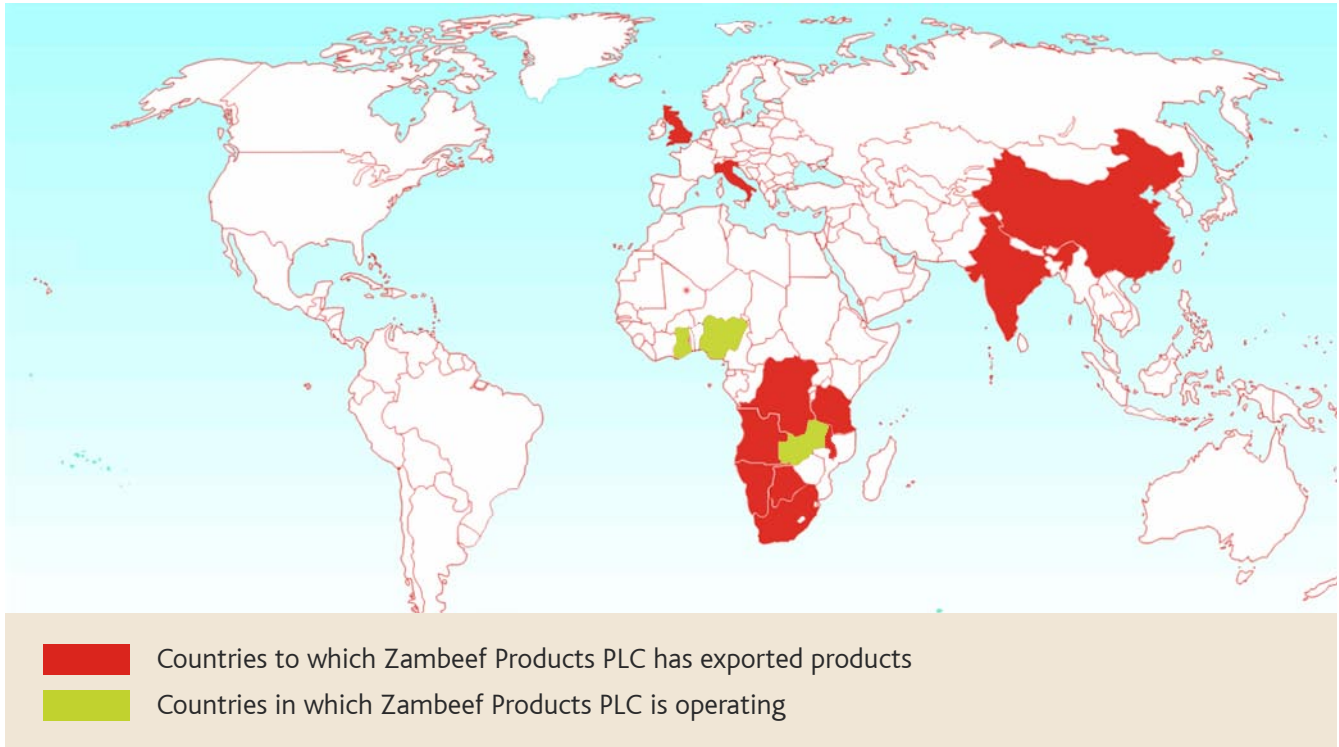 Countries to which Zambeef Products PLC has exported products
Countries in which Zambeef Products PLC is operating